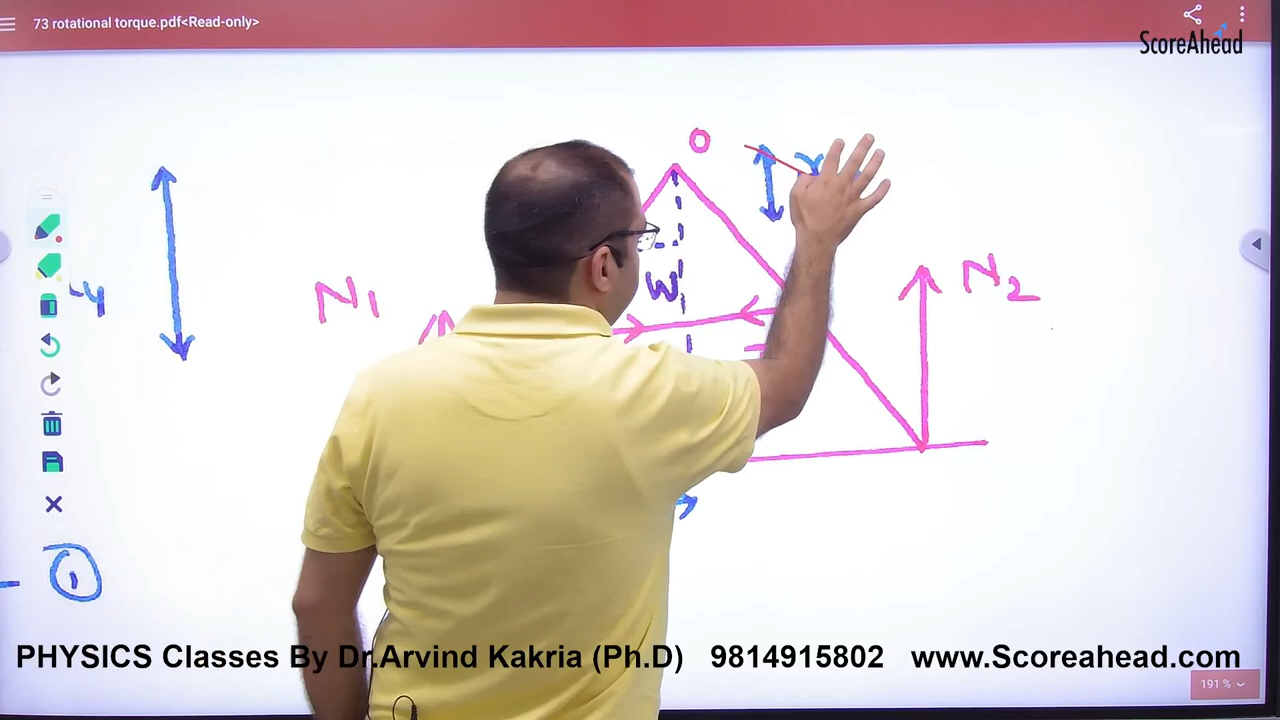 73 rotational torque.pdf<Read-only>
ScoreAhead
O
x
-y
W
N1
N2
1
PHYSICS Classes By Dr.Arvind Kakria (Ph.D) 9814915802 www.Scoreahead.com
191 %